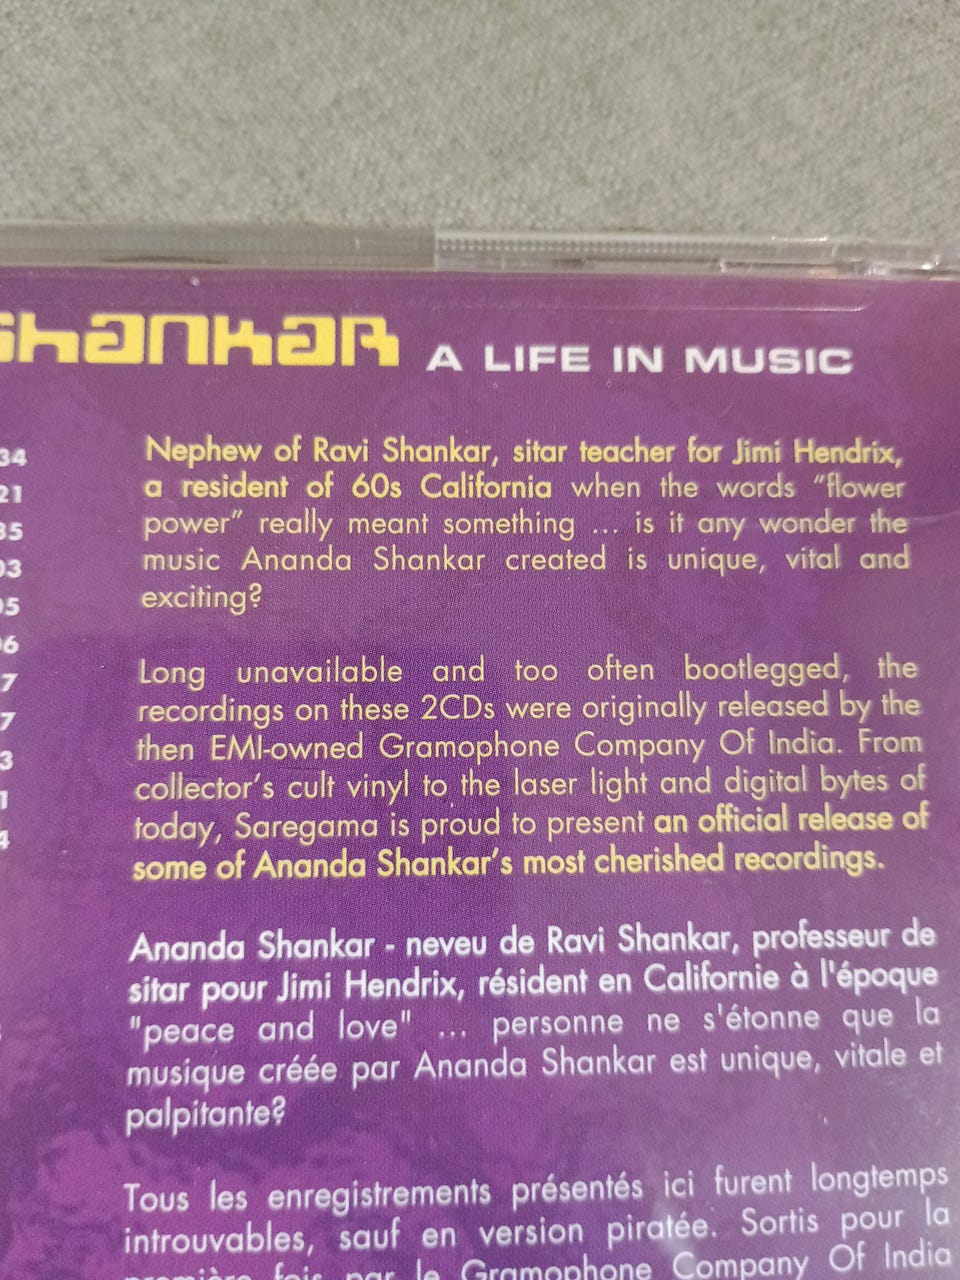 shankar A LIFE IN MUSIC
34
21
35
03
05
06
7
7
3
1
4
Nephew of Ravi Shankar, sitar teacher for Jimi Hendrix,
a resident of 60s California when the words “flower
power” really meant something ... is it any wonder the
music Ananda Shankar created is unique, vital and
exciting?
Long unavailable and too often bootlegged, the
recordings on these 2CDs were originally released by the
then EMI-owned Gramophone Company Of India. From
collector’s cult vinyl to the laser light and digital bytes of
today, Saregama is proud to present an official release of
some of Ananda Shankar’s most cherished recordings.
Ananda Shankar - neveu de Ravi Shankar, professeur de
sitar pour Jimi Hendrix, résident en Californie à l'époque
"peace and love" ... personne ne s'étonne que la
musique créée par Ananda Shankar est unique, vitale et
palpitante?
Tous les enregistrements présentés ici furent longtemps
introuvables, sauf en version piratée. Sortis pour la
première fois par le Gramophone Company Of India